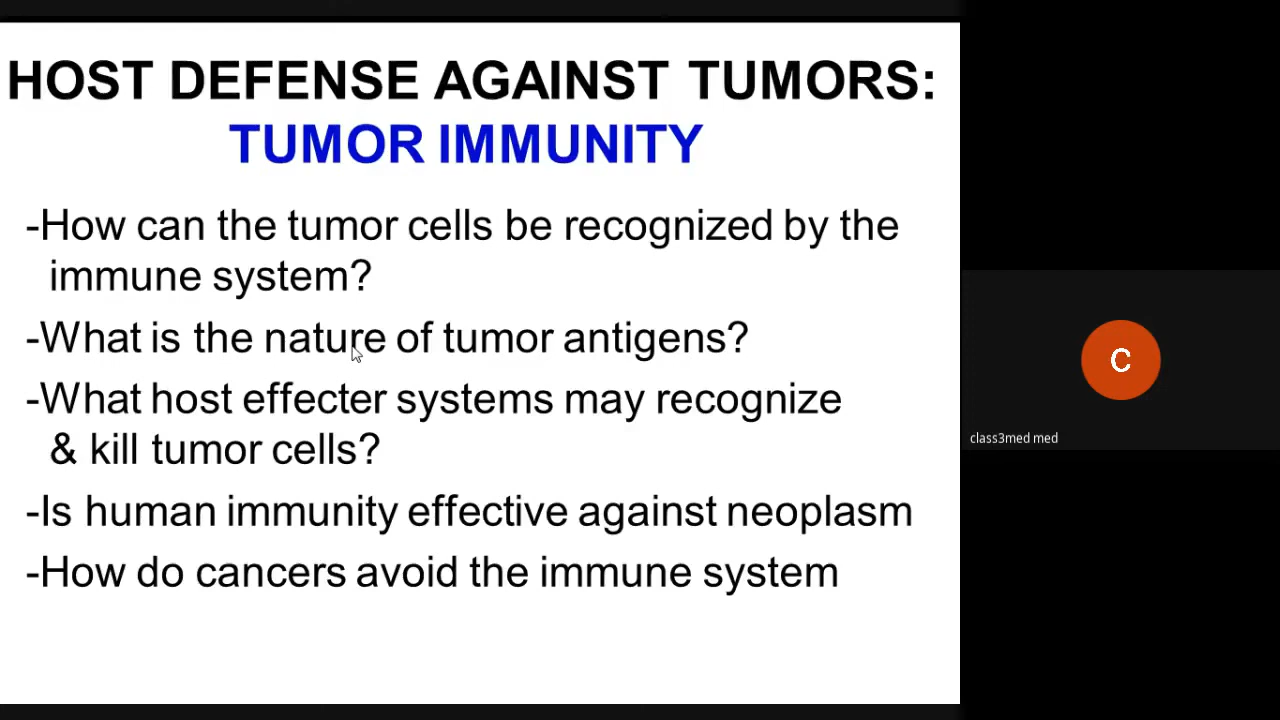 HOST DEFENSE AGAINST TUMORS:
TUMOR IMMUNITY
-How can the tumor cells be recognized by the
immune system?
-What is the nature of tumor antigens?
-What host effecter systems may recognize
& kill tumor cells?
-Is human immunity effective against neoplasm
-How do cancers avoid the immune system
C
class3med med